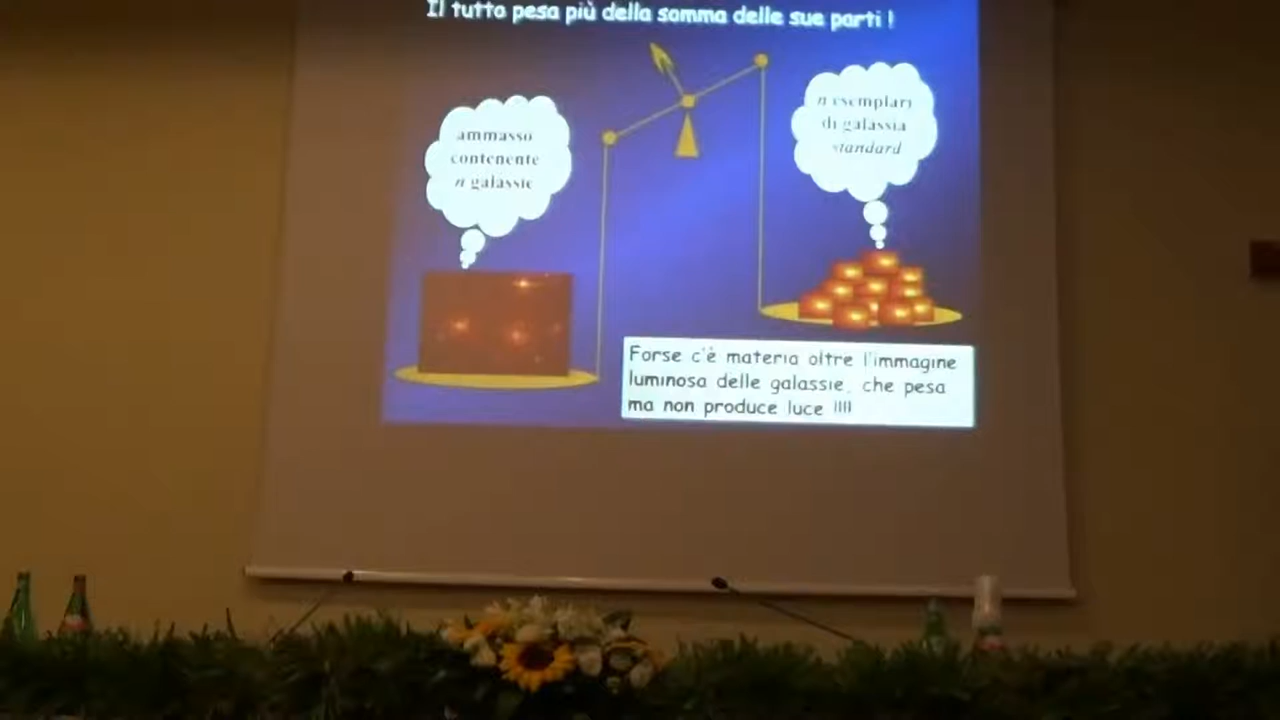 Il tutto pesa più della somma delle sue parti !
ammasso
contenente
n galassie
n esemplari
di galassia
standard
Forse c'è materia oltre l'immagine
luminosa delle galassie, che pesa
ma non produce luce !!!!